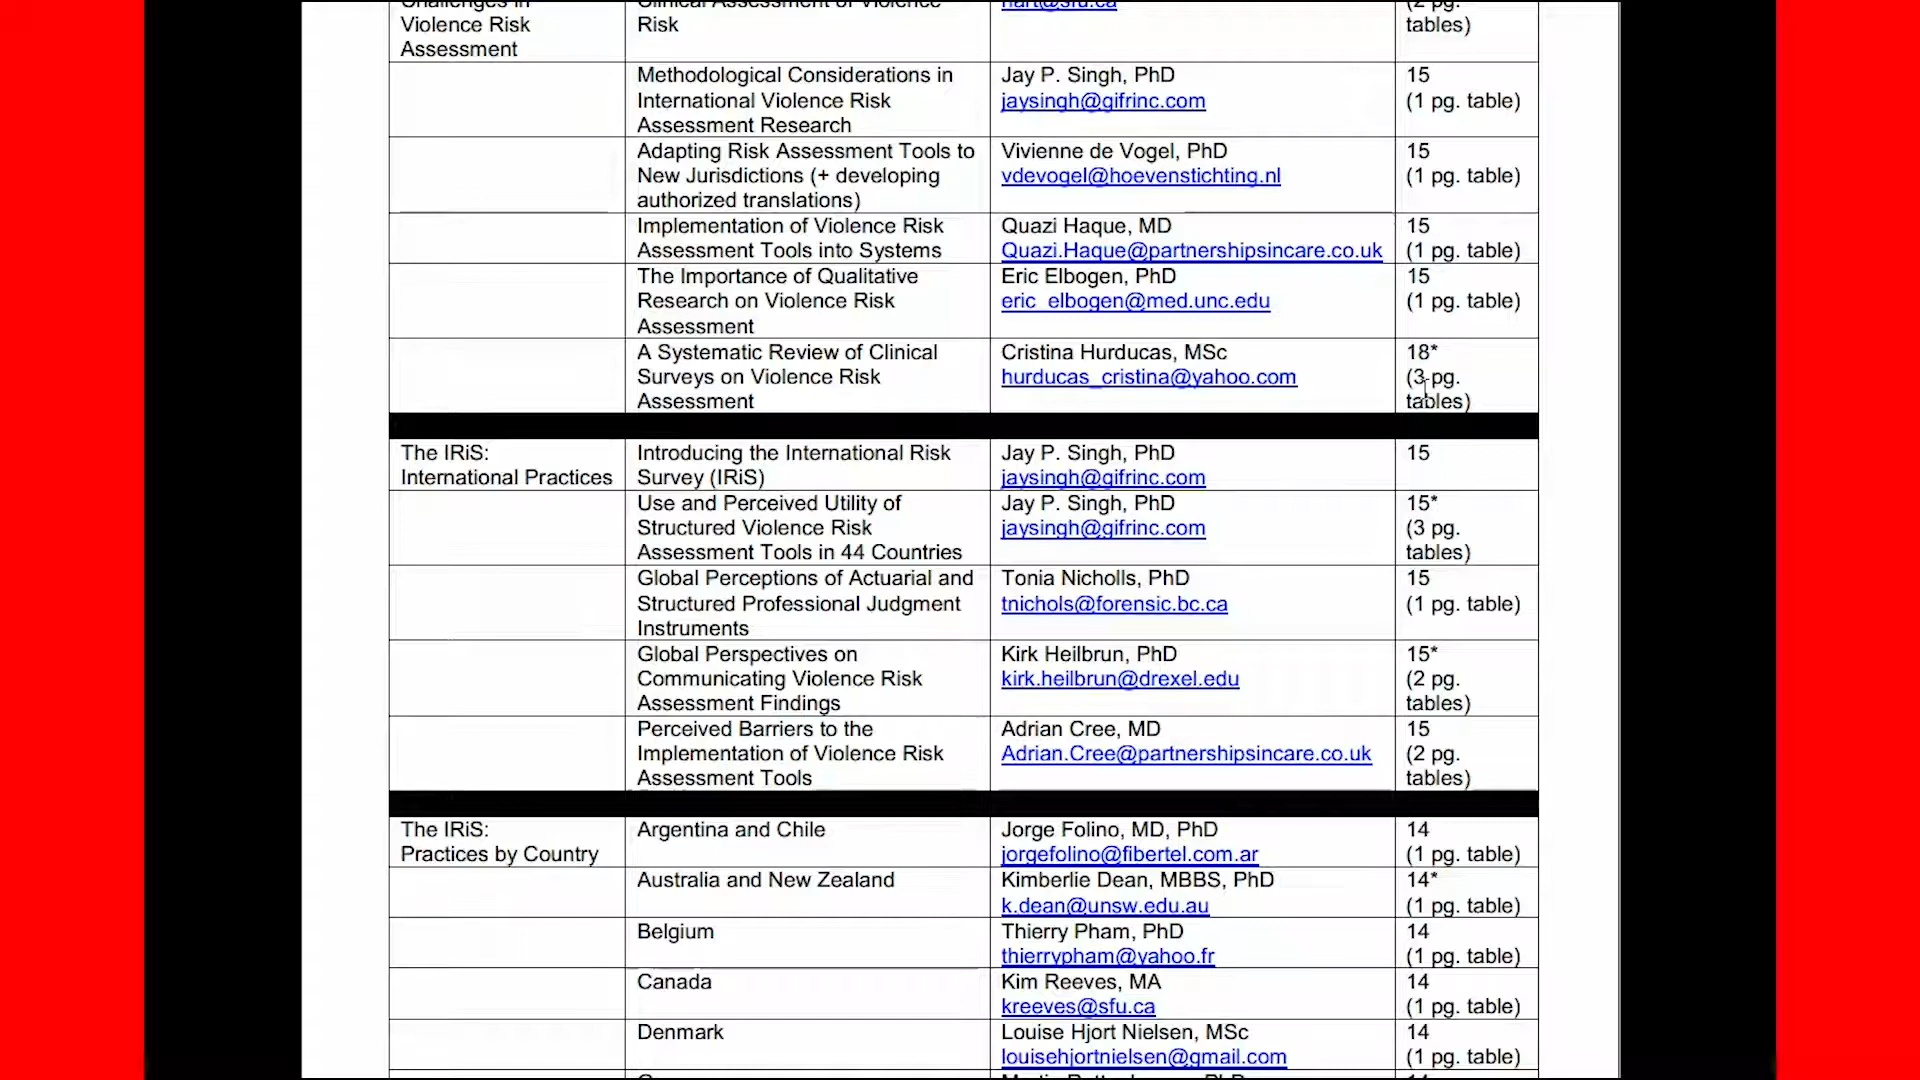 Challenges in
Violence Risk
Assessment
Clinical Assessment of Violence
Risk
hart@sfu.ca
(2 pg.
tables)
Methodological Considerations in
International Violence Risk
Assessment Research
Jay P. Singh, PhD
jaysingh@gifrinc.com
15
(1 pg. table)
Adapting Risk Assessment Tools to
New Jurisdictions (+ developing
authorized translations)
Vivienne de Vogel, PhD
vdevogel@hoevenstichting.nl
15
(1 pg. table)
Implementation of Violence Risk
Assessment Tools into Systems
Quazi Haque, MD
Quazi.Haque@partnershipsincare.co.uk
15
(1 pg. table)
The Importance of Qualitative
Research on Violence Risk
Assessment
Eric Elbogen, PhD
eric_elbogen@med.unc.edu
15
(1 pg. table)
A Systematic Review of Clinical
Surveys on Violence Risk
Assessment
Cristina Hurducas, MSc
hurducas_cristina@yahoo.com
18*
(3 pg.
tables)
The IRiS:
International Practices
Introducing the International Risk
Survey (IRiS)
Jay P. Singh, PhD
jaysingh@gifrinc.com
15
Use and Perceived Utility of
Structured Violence Risk
Assessment Tools in 44 Countries
Jay P. Singh, PhD
jaysingh@gifrinc.com
15*
(3 pg.
tables)
Global Perceptions of Actuarial and
Structured Professional Judgment
Instruments
Tonia Nicholls, PhD
tnichols@forensic.bc.ca
15
(1 pg. table)
Global Perspectives on
Communicating Violence Risk
Assessment Findings
Kirk Heilbrun, PhD
kirk.heilbrun@drexel.edu
15*
(2 pg.
tables)
Perceived Barriers to the
Implementation of Violence Risk
Assessment Tools
Adrian Cree, MD
Adrian.Cree@partnershipsincare.co.uk
15
(2 pg.
tables)
The IRiS:
Practices by Country
Argentina and Chile
Jorge Folino, MD, PhD
jorgefolino@fibertel.com.ar
14
(1 pg. table)
Australia and New Zealand
Kimberlie Dean, MBBS, PhD
k.dean@unsw.edu.au
14*
(1 pg. table)
Belgium
Thierry Pham, PhD
thierrypham@yahoo.fr
14
(1 pg. table)
Canada
Kim Reeves, MA
kreeves@sfu.ca
14
(1 pg. table)
Denmark
Louise Hjort Nielsen, MSc
louisehjortnielsen@gmail.com
14
(1 pg. table)